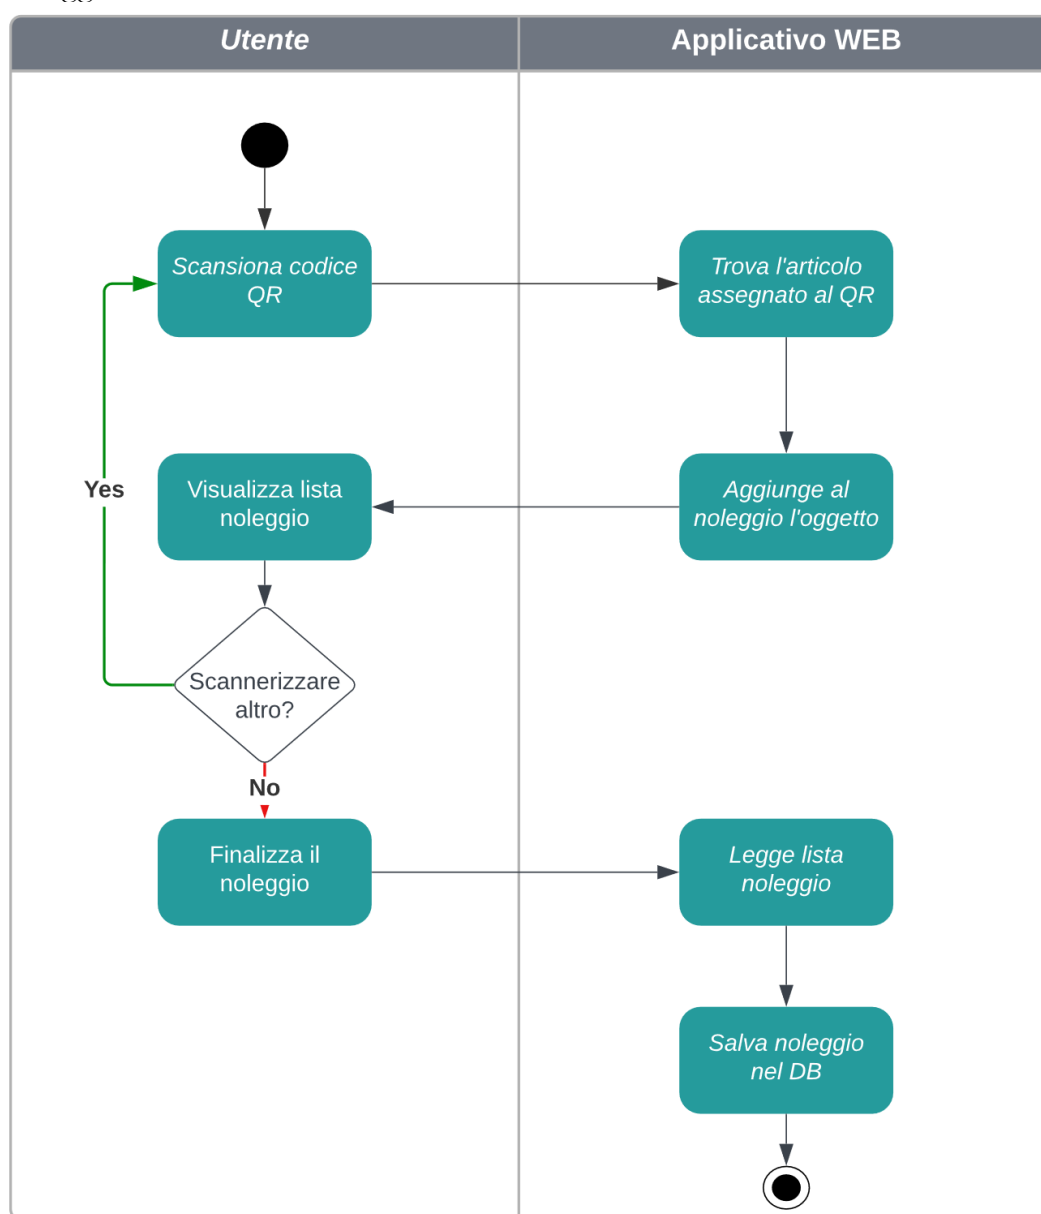 Utente
Applicativo WEB
Scansiona codice
QR
Trova l'articolo
assegnato al QR
Yes
Visualizza lista
noleggio
Aggiunge al
noleggio l'oggetto
Scannerizzare
altro?
No
Finalizza il
noleggio
Legge lista
noleggio
Salva noleggio
nel DB